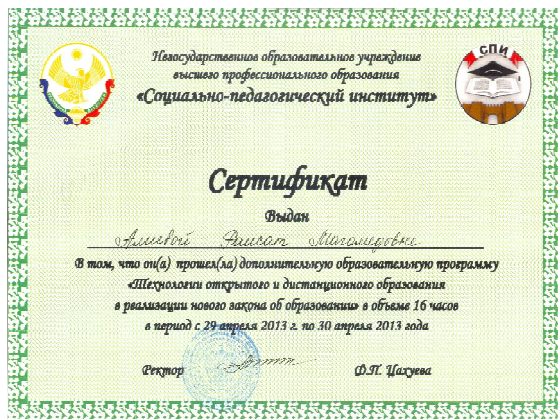 Негосударственное образовательное учреждение
высшего профессионального образования
«Социально-педагогический институт»
СПИ
Сертификат
Выдан
Алиевой Раисат Магомедовне
В том, что он(а) прошел(ла) дополнительную образовательную программу
«Технологии открытого и дистанционного образования
в реализации нового закона об образовании» в объеме 16 часов
в период с 29 апреля 2013 г. по 30 апреля 2013 года
Ректор Ф.П. Цахуева